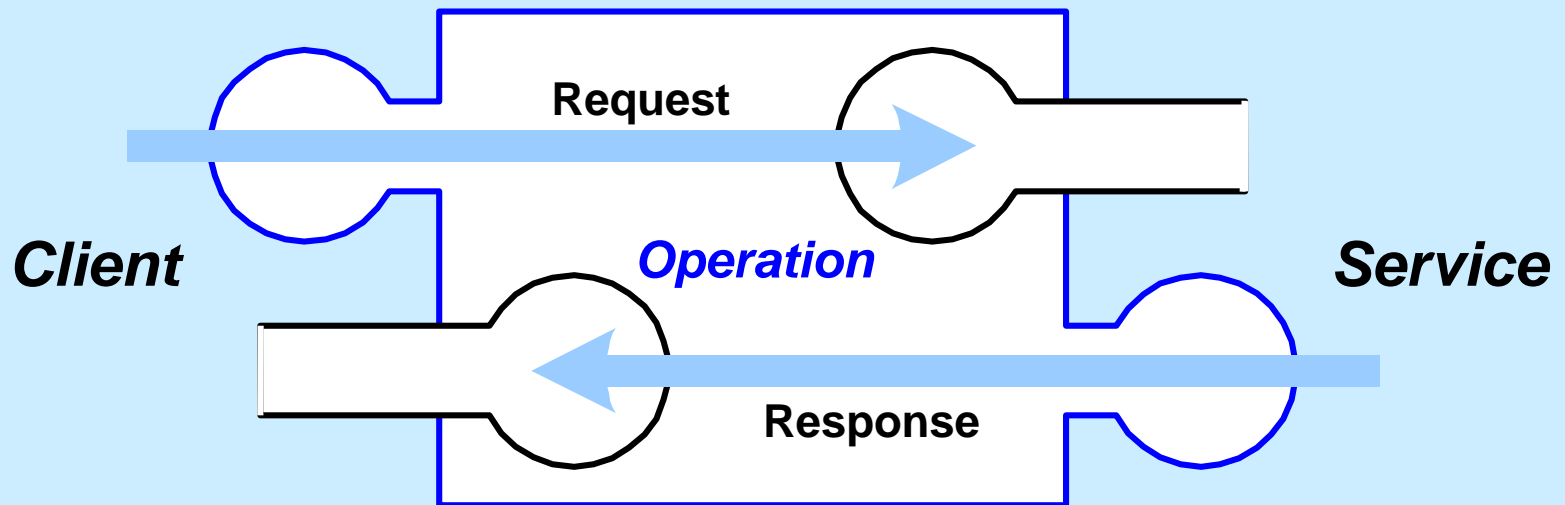 Request
Client
Operation
Service
Response